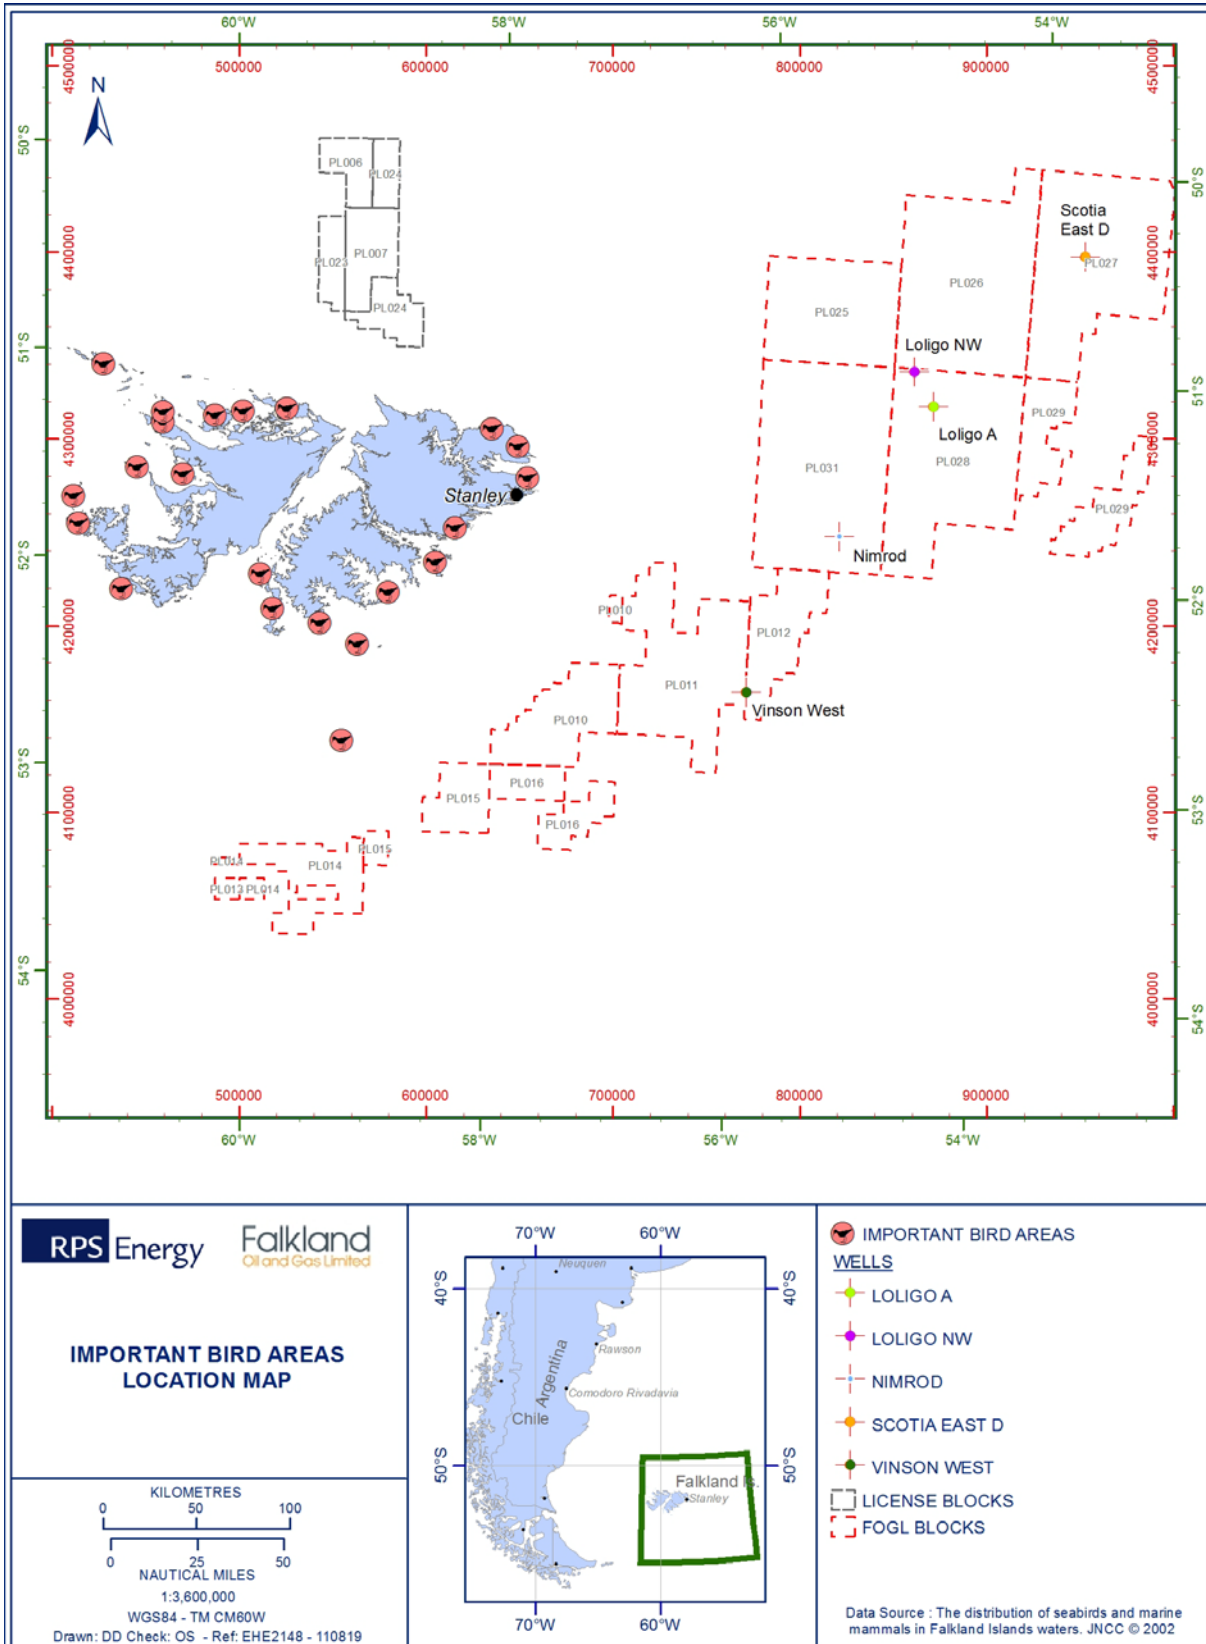 60°W 58°W 56°W 54°W
500000 600000 700000 800000 900000
4500000 4500000
N
50°S
PL006
PL024
50°S
Scotia
East D
4400000
PL007
PL023
PL027
4400000
PL026
PL024
PL025
51°S
Loligo NW
51°S
Loligo A
PL029
4300000
4300000
PL031
PL028
Stanley
PL029
Nimrod
52°S
52°S
PL010
4200000
PL012
4200000
PL011
PL010
Vinson West
53°S
PL016
PL015
4100000
PL016
53°S
4100000
PL015
PL014
PL014
PL013
PL014
54°S
4000000
4000000
54°S
500000 600000 700000 800000 900000
60°W 58°W 56°W 54°W
RPS Energy
Falkland
Oil and Gas Limited
IMPORTANT BIRD AREAS
LOCATION MAP
KILOMETRES
0 50 100
0 25 50
NAUTICAL MILES
1:3,600,000
WGS84 - TM CM60W
Drawn: DD Check: OS - Ref: EHE2148 - 110819
70°W 60°W
Neuquen
40°S
40°S
Rawson
Argentina
Comodoro Rivadavia
Chile
50°S
50°S
Falkland Is.
Stanley
70°W 60°W
IMPORTANT BIRD AREAS
WELLS
LOLIGO A
LOLIGO NW
NIMROD
SCOTIA EAST D
VINSON WEST
LICENSE BLOCKS
FOGL BLOCKS
Data Source : The distribution of seabirds and marine
mammals in Falkland Islands waters. JNCC © 2002